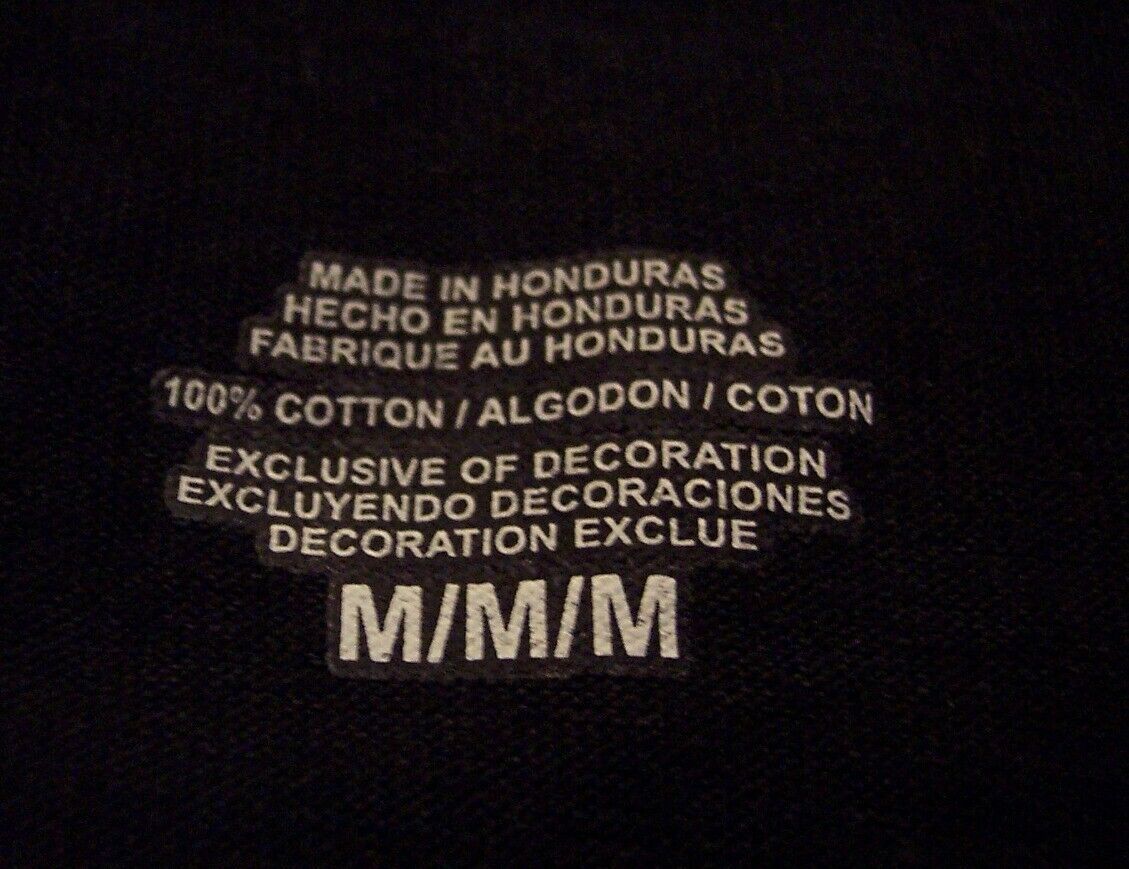 MADE IN HONDURAS
HECHO EN HONDURAS
FABRIQUE AU HONDURAS
100% COTTON / ALGODON / COTON
EXCLUSIVE OF DECORATION
EXCLUYENDO DECORACIONES
DECORATION EXCLUE
M/M/M